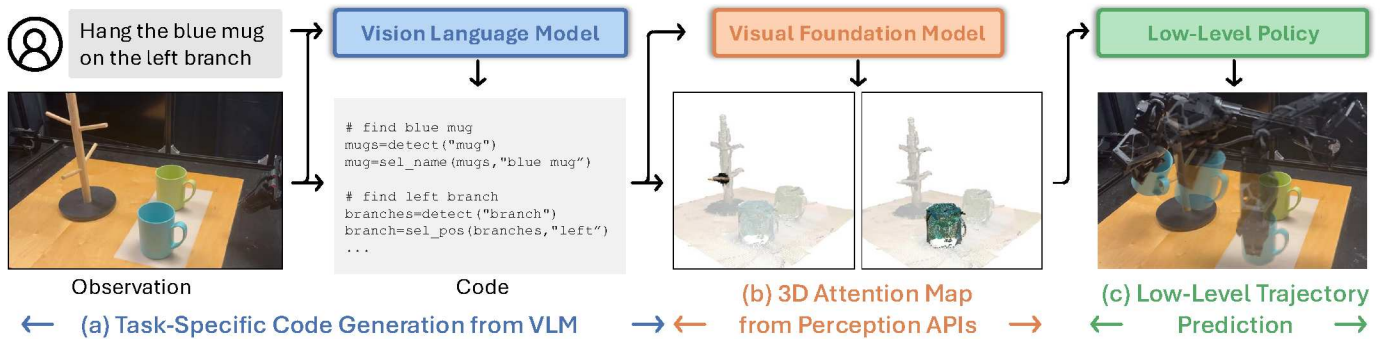 Hang the blue mug
on the left branch
Vision Language Model
Visual Foundation Model
Low-Level Policy
# find blue mug
mugs=detect("mug")
mug=sel_name(mugs,"blue mug”)
# find left branch
branches=detect("branch")
branch=sel_pos(branches,"left”)
...
Observation
Code
(a) Task-Specific Code Generation from VLM
(b) 3D Attention Map
from Perception APIs
(c) Low-Level Trajectory
Prediction